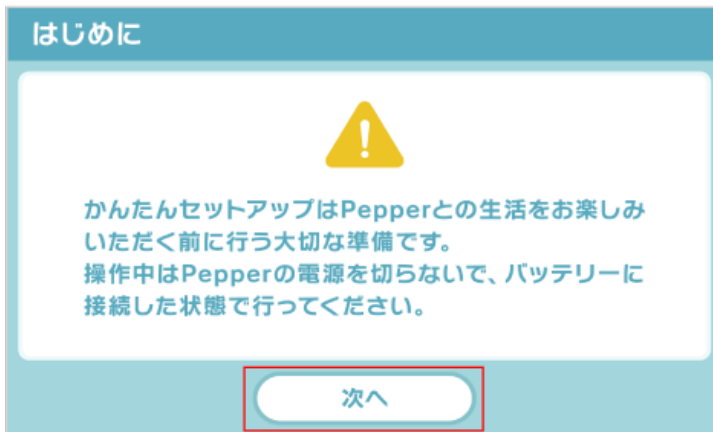 はじめに
かんたんセットアップはPepperとの生活をお楽しみ
いただく前に行う大切な準備です。
操作中はPepperの電源を切らないで、バッテリーに
接続した状態で行ってください。
次へ